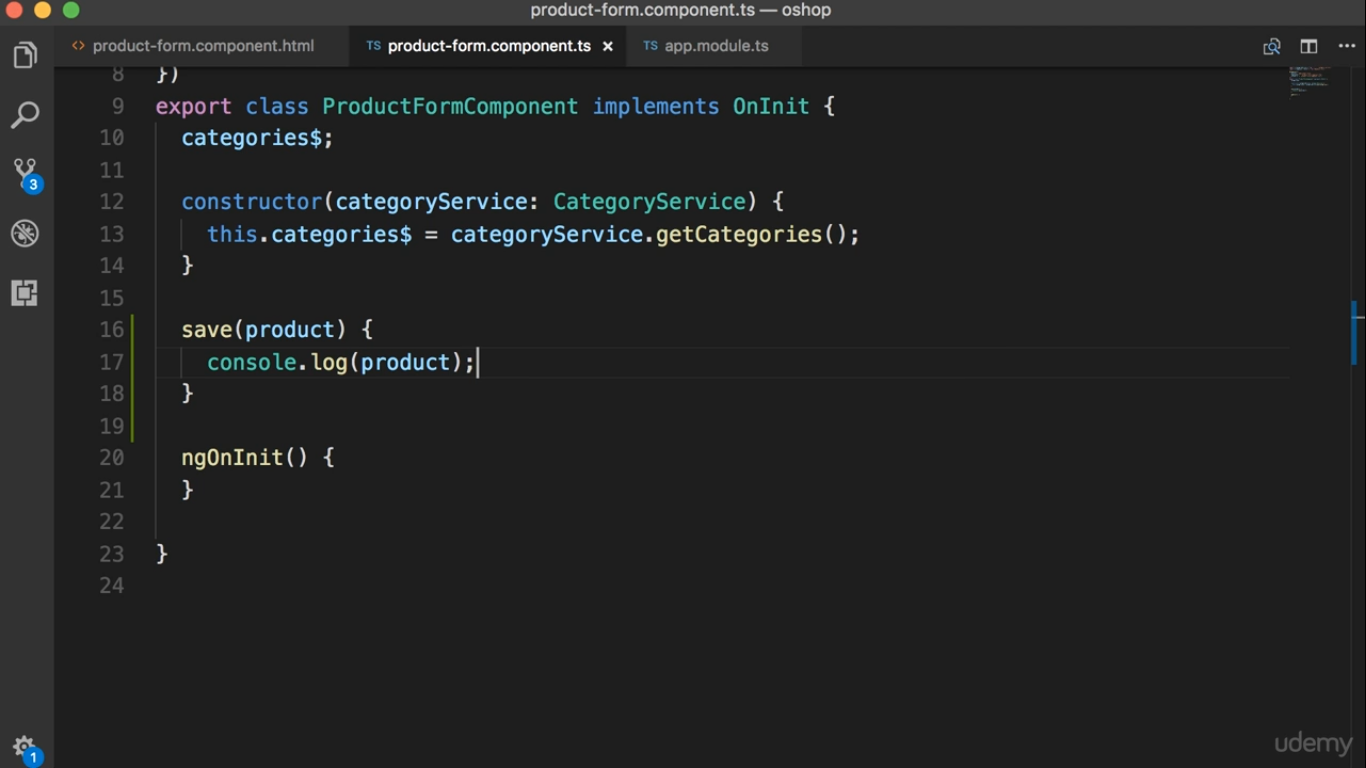 product-form.component.ts — oshop
<> product-form.component.html
TS product-form.component.ts ×
TS app.module.ts
8 })
9 export class ProductFormComponent implements OnInit {
10 categories$;
11
12 constructor(categoryService: CategoryService) {
13 this.categories$ = categoryService.getCategories();
14 }
15
16 save(product) {
17 console.log(product);
18 }
19
20 ngOnInit() {
21 }
22
23 }
24
3
1
udemy